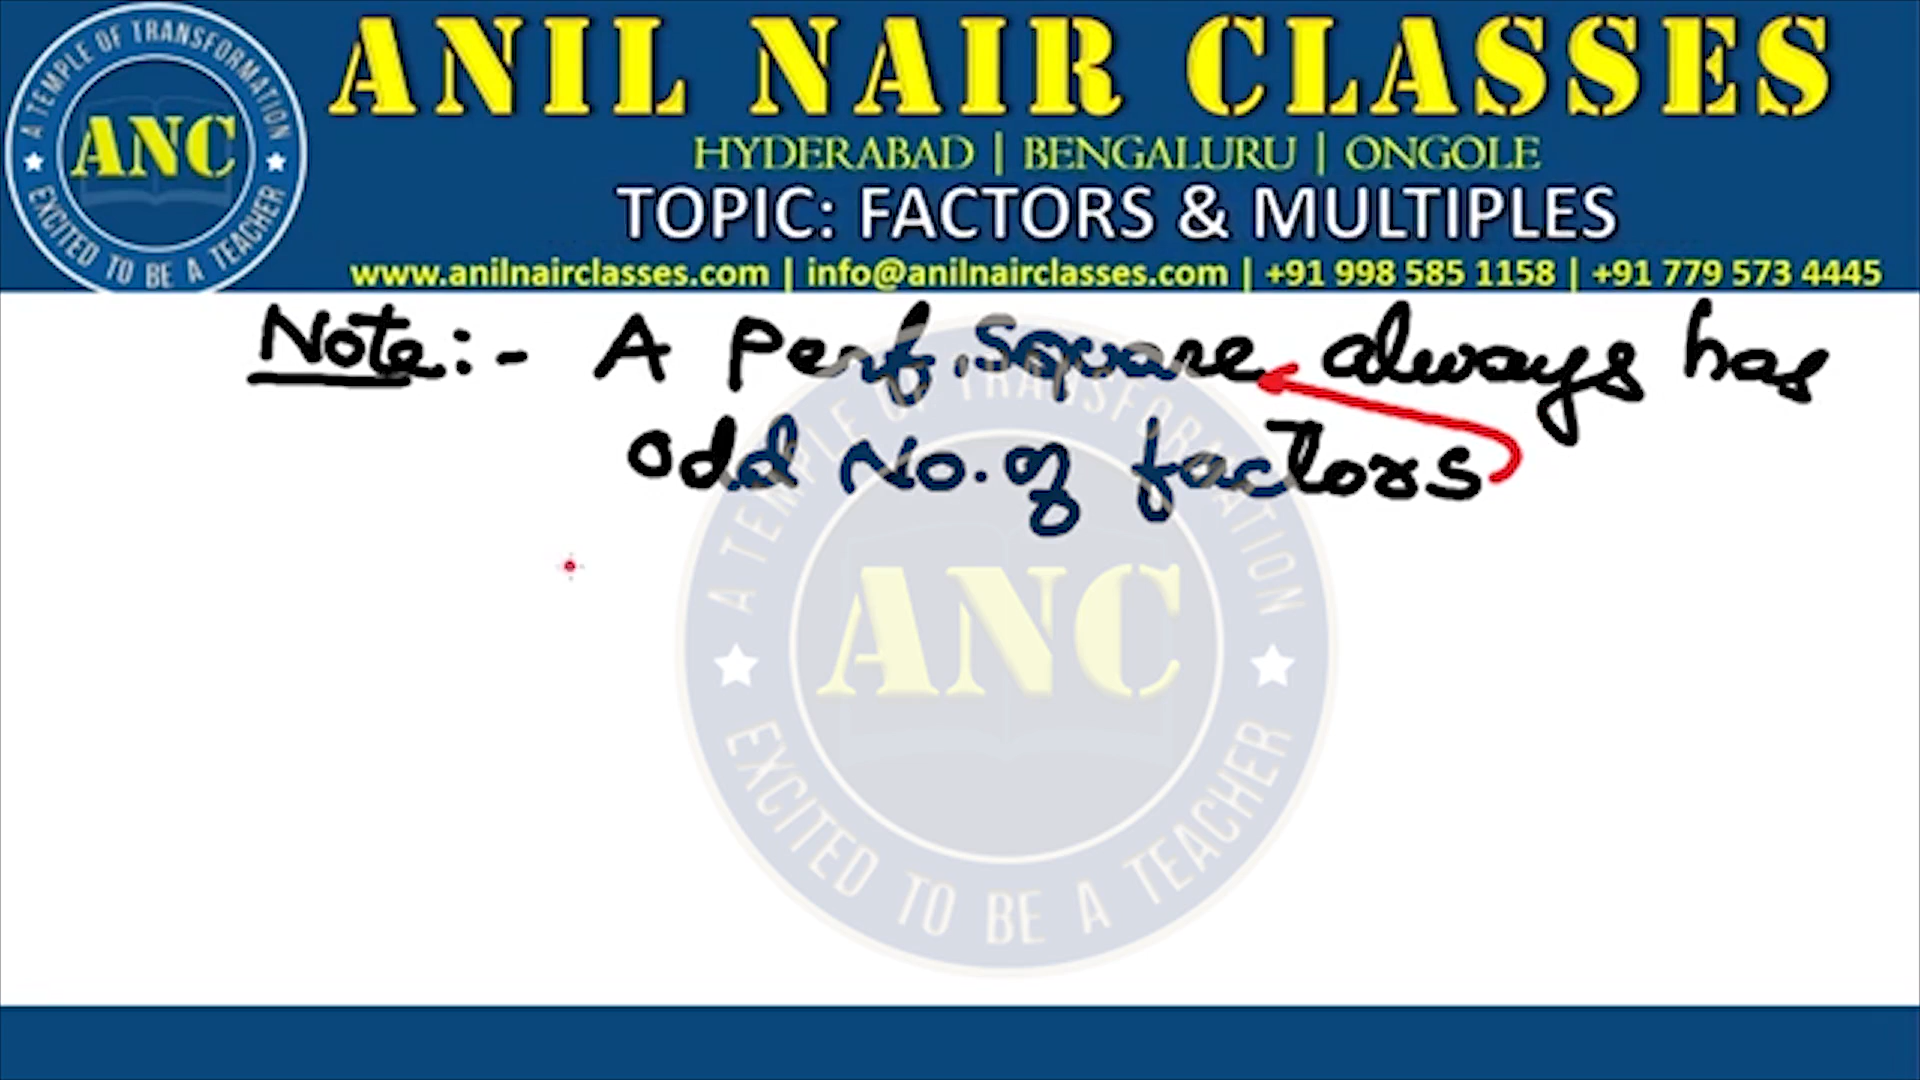 A TEMPLE OF TRANSFORMATION
ANC
EXCITED TO BE A TEACHER
ANIL NAIR CLASSES
HYDERABAD | BENGALURU | ONGOLE
TOPIC: FACTORS & MULTIPLES
www.anilnairclasses.com | info@anilnairclasses.com | +91 998 585 1158 | +91 779 573 4445
Note:- A Perf.Square always has
odd No. of factors
A TEMPLE OF TRANSFORMATION
ANC
EXCITED TO BE A TEACHER